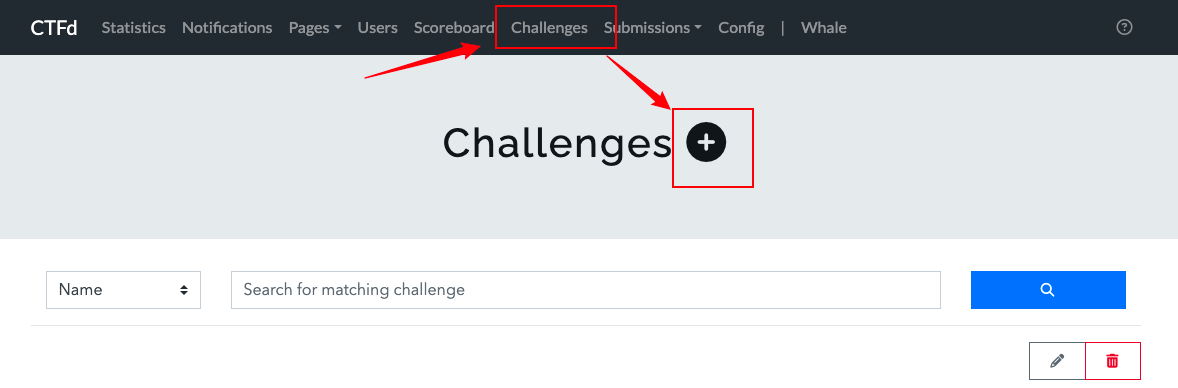 CTFd Statistics Notifications Pages Users Scoreboard Challenges Submissions Config | Whale
Challenges
Name Search for matching challenge